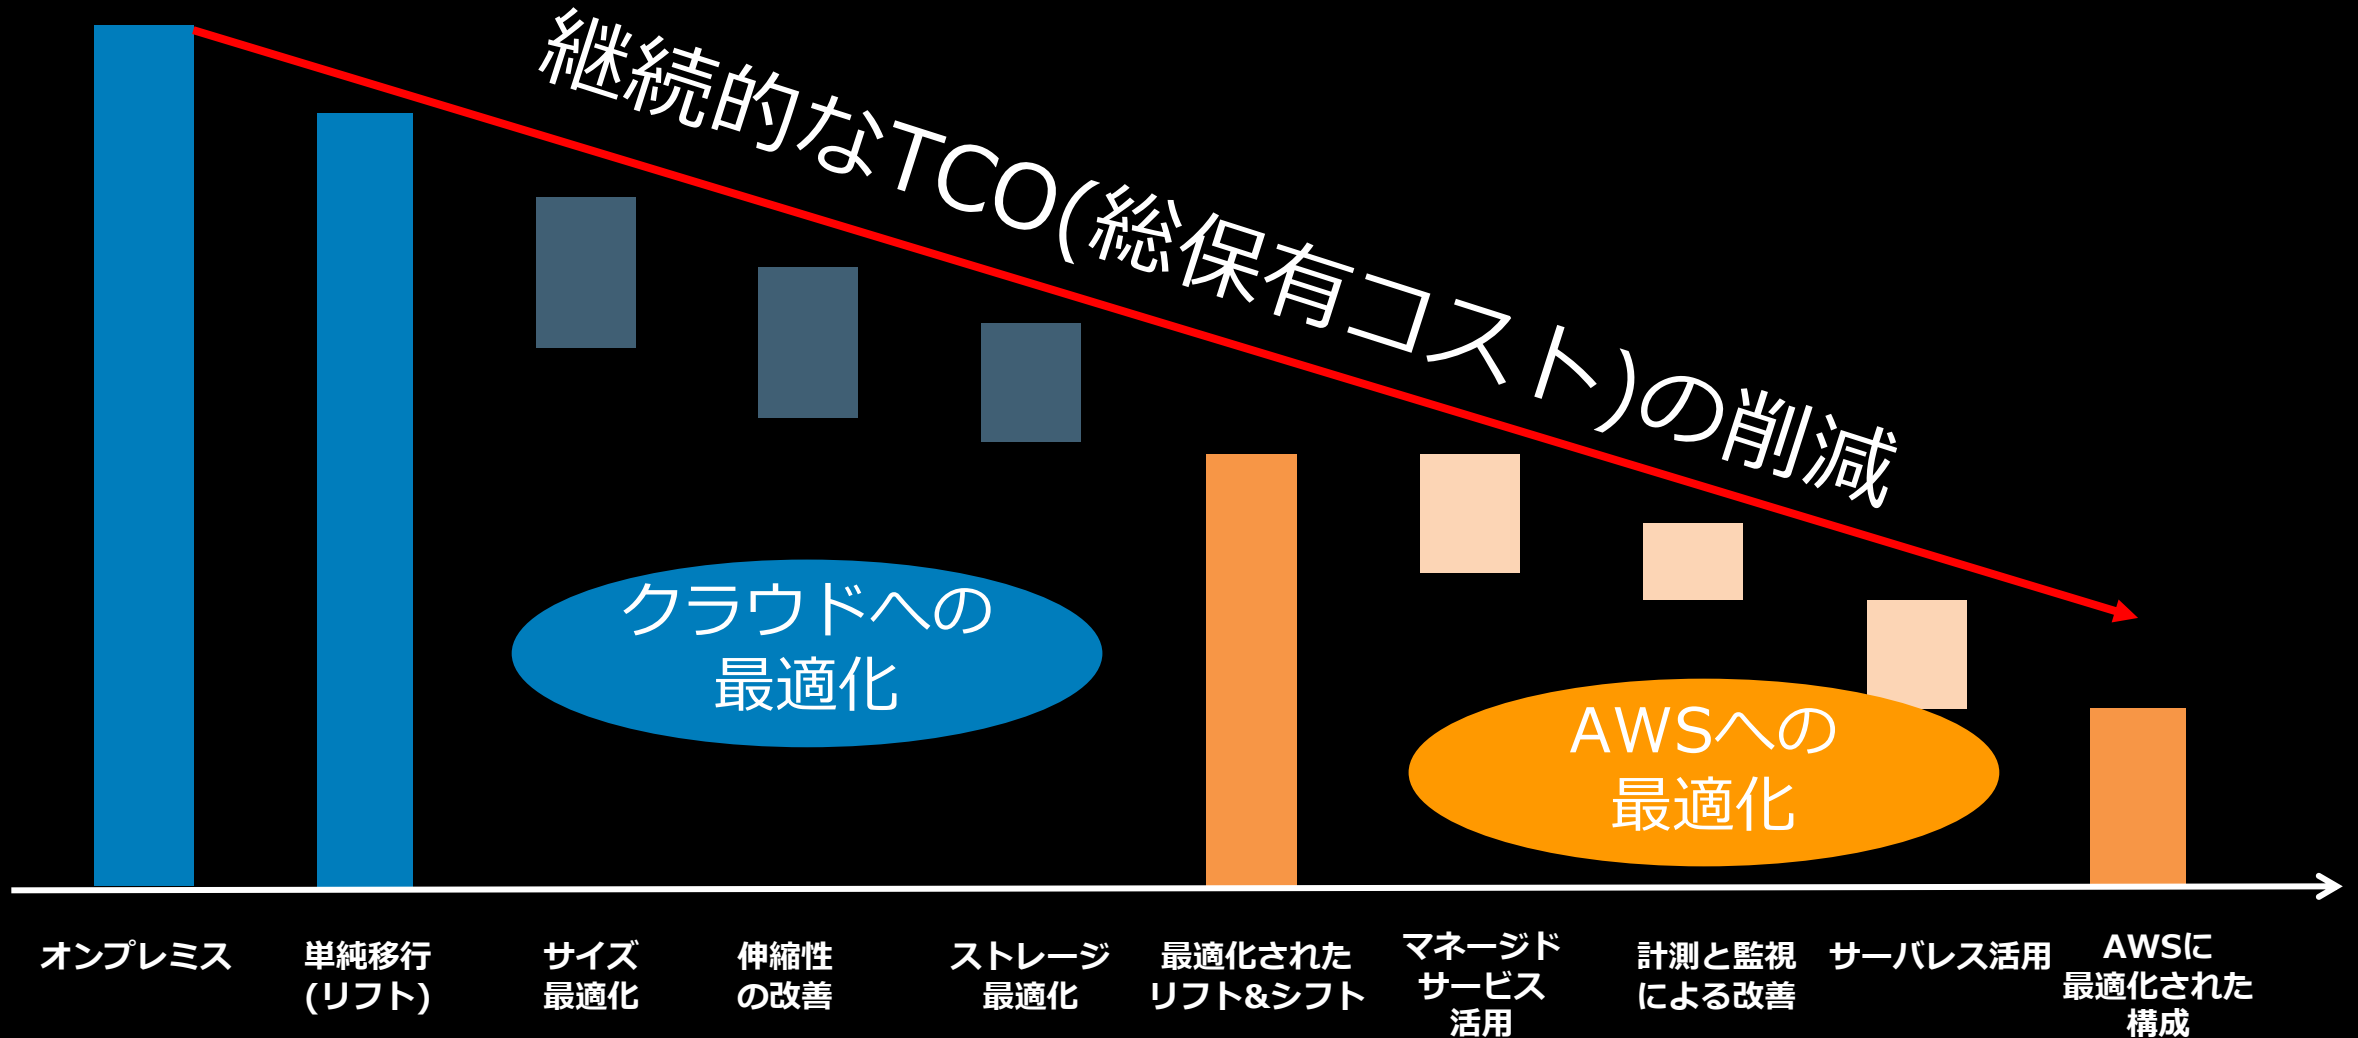 継続的なTCO(総保有コスト)の削減
クラウドへの
最適化
AWSへの
最適化
オンプレミス
単純移行
(リフト)
サイズ
最適化
伸縮性
の改善
ストレージ
最適化
最適化された
リフト&シフト
マネージド
サービス
活用
計測と監視
による改善
サーバレス活用
AWSに
最適化された
構成